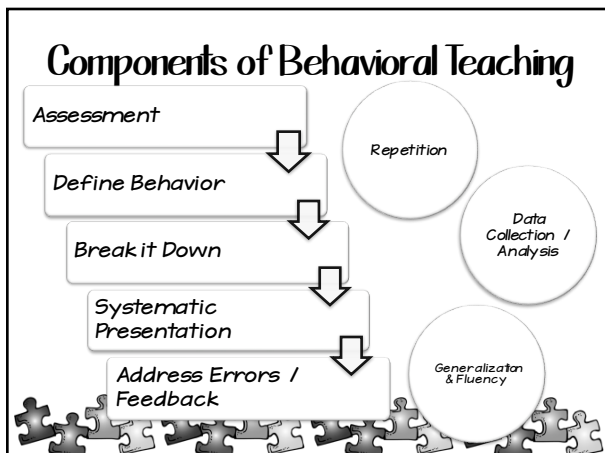 Components of Behavioral Teaching
Assessment
Define Behavior
Break it Down
Systematic
Presentation
Address Errors /
Feedback
Repetition
Data
Collection /
Analysis
Generalization
& Fluency